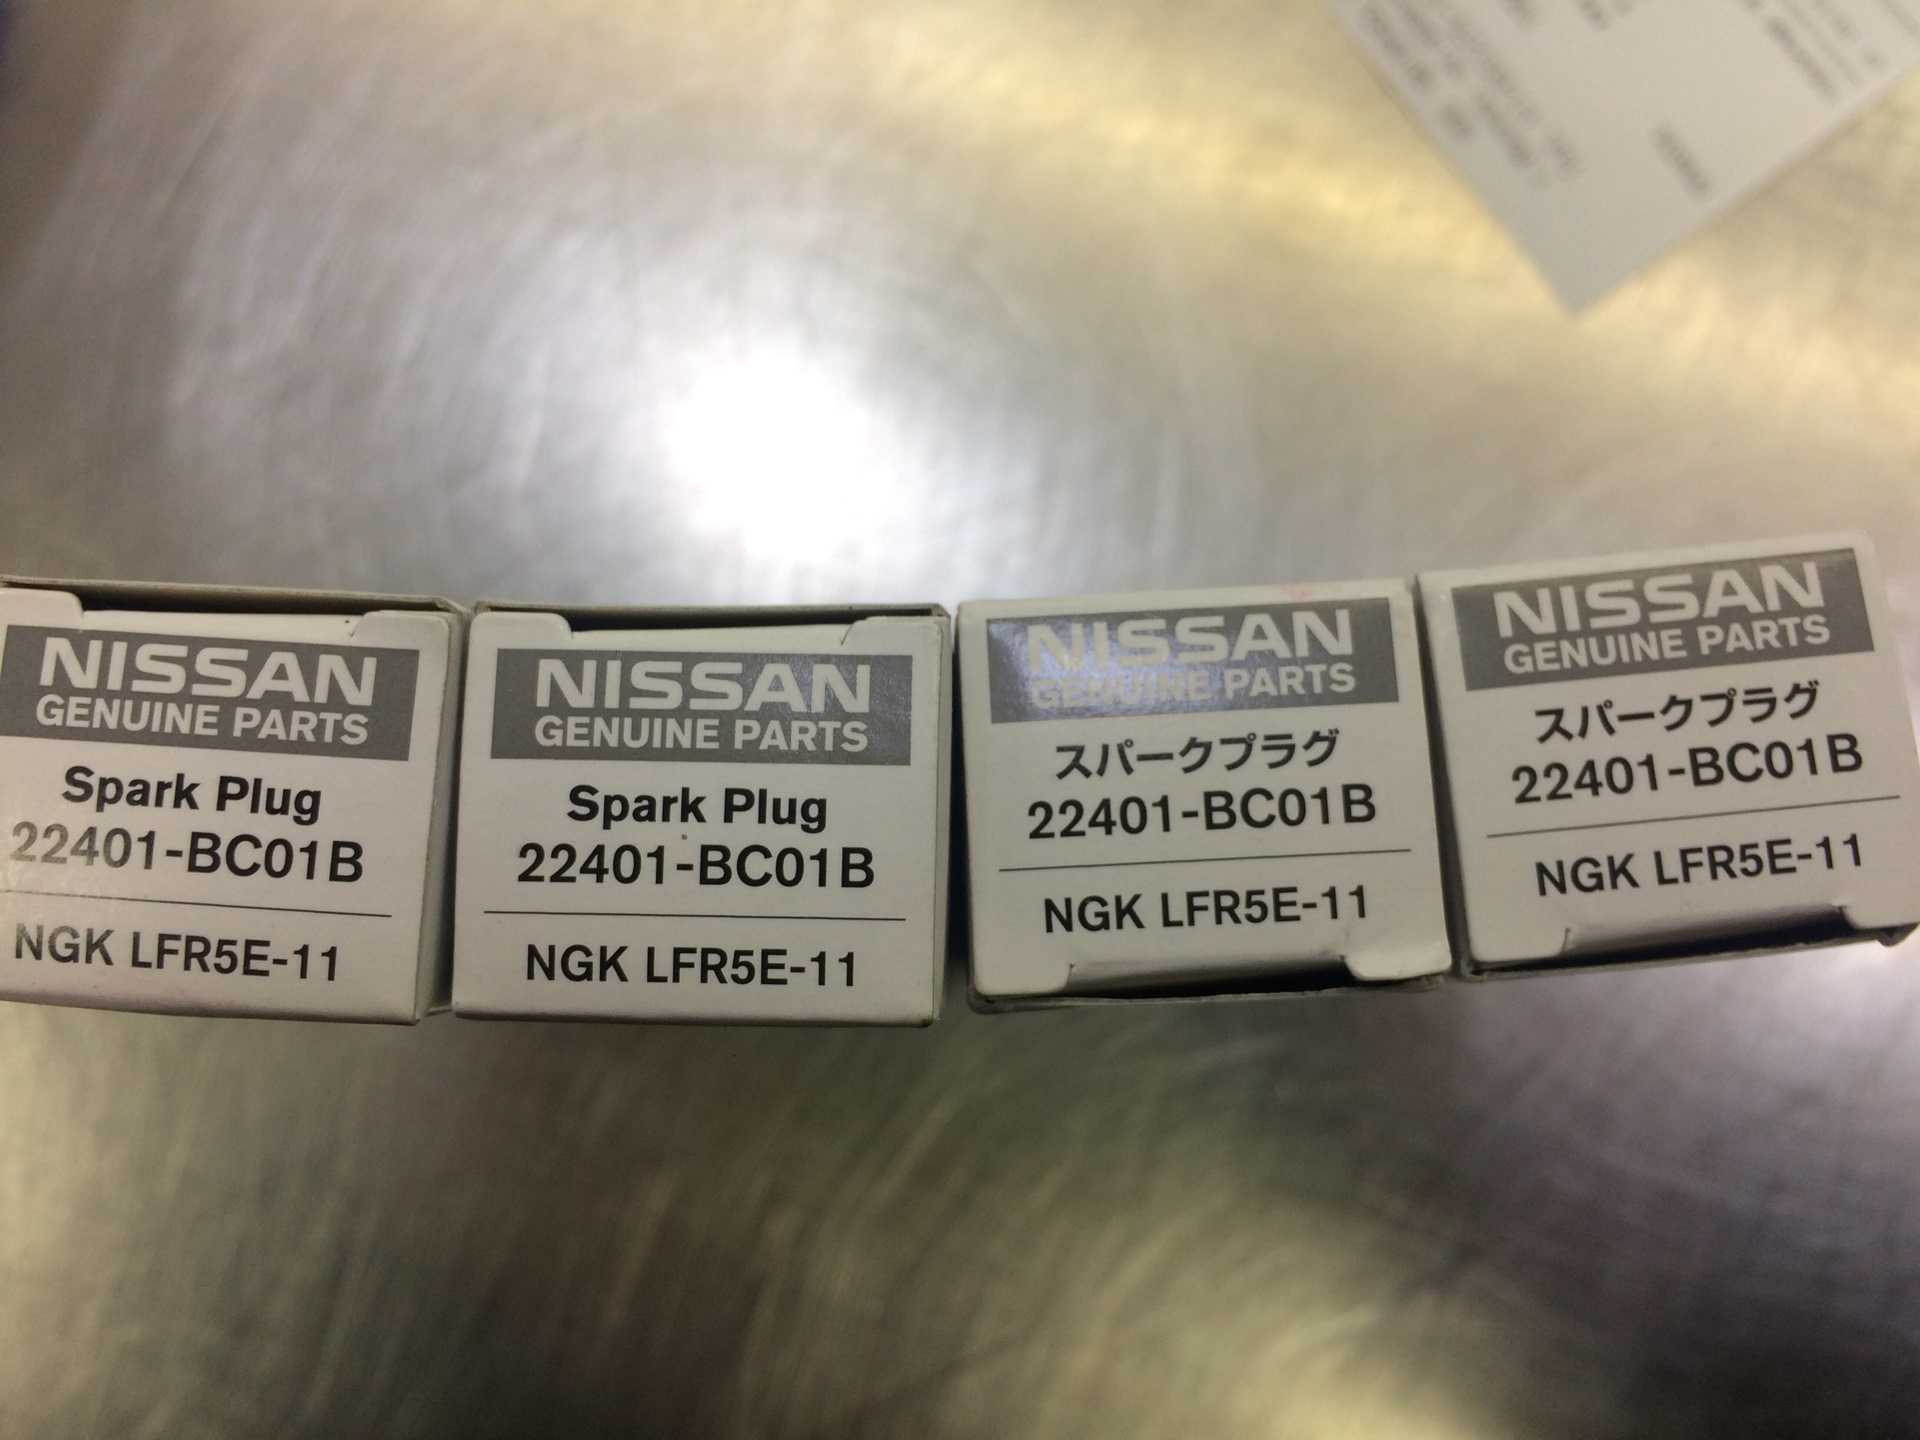 NISSAN
GENUINE PARTS
Spark Plug
22401-BC01B
NGK LFR5E-11
NISSAN
GENUINE PARTS
Spark Plug
22401-BC01B
NGK LFR5E-11
NISSAN
GENUINE PARTS
スパークプラグ
22401-BC01B
NGK LFR5E-11
NISSAN
GENUINE PARTS
スパークプラグ
22401-BC01B
NGK LFR5E-11